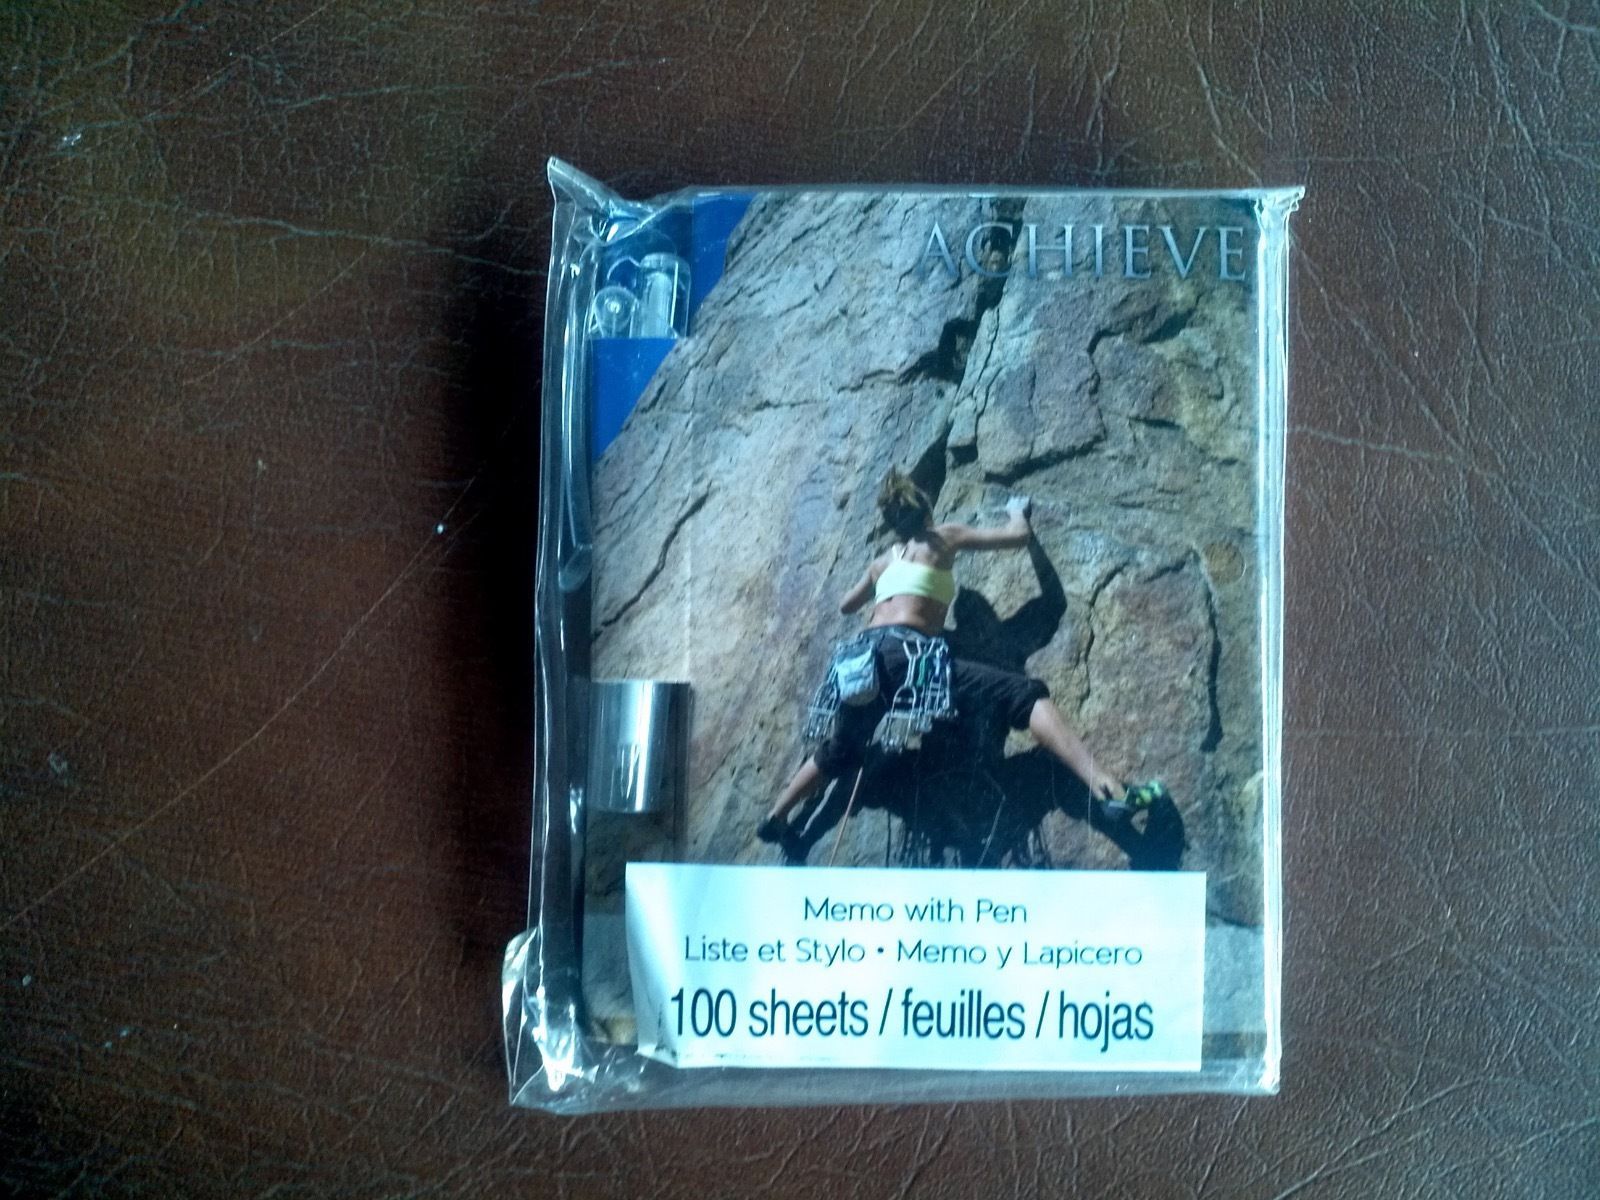 ACHIEVE
Memo with Pen
Liste et Stylo • Memo y Lapicero
100 sheets / feuilles / hojas